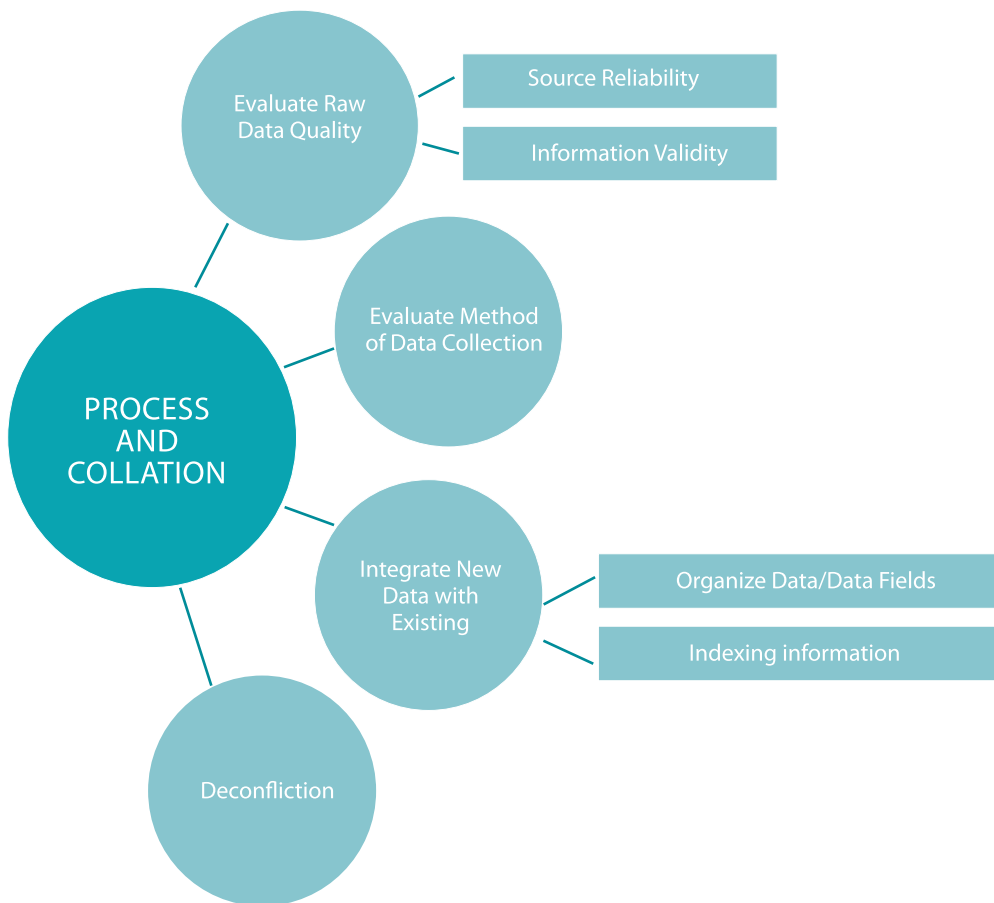 Evaluate Raw
Data Quality
Source Reliability
Information Validity
Evaluate Method
of Data Collection
PROCESS
AND
COLLATION
Integrate New
Data with
Existing
Organize Data/Data Fields
Indexing information
Deconfliction